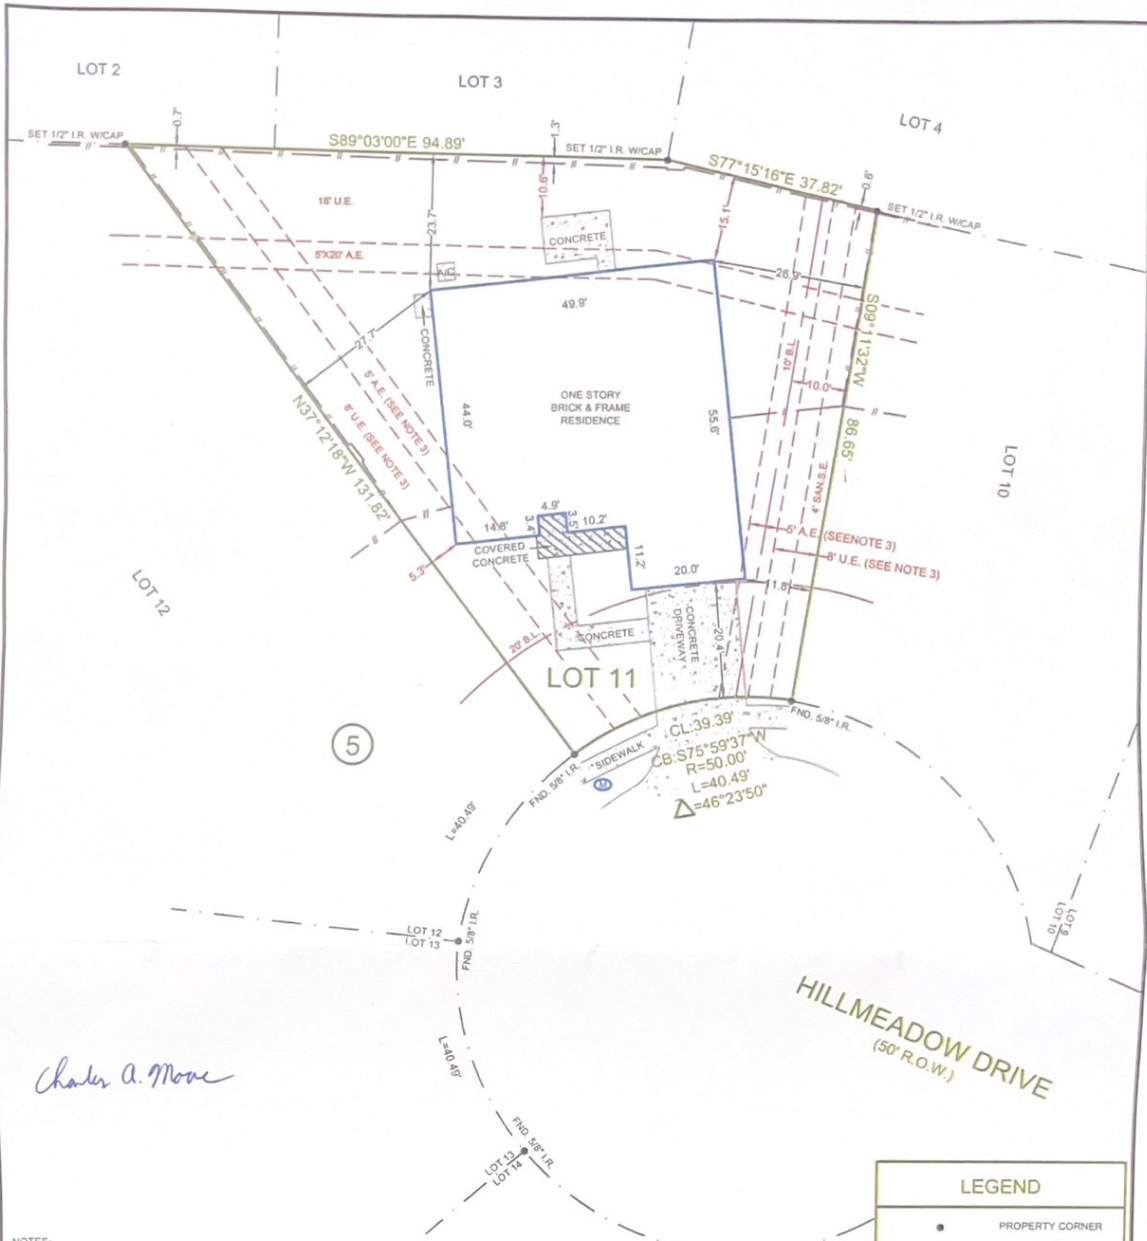 LOT 2
LOT 3
LOT 4
SET 1/2" I.R. W/CAP
0.7'
S89°03'00"E 94.89'
1.3'
SET 1/2" I.R. W/CAP
S77°15'16"E 37.82'
0.6'
SET 1/2" I.R. W/CAP
16' U.E.
23.7'
10.6'
15.1'
CONCRETE
5'X20' A.E.
A/C
26.9'
49.9'
S09°11'32"W 86.65'
27.7'
CONCRETE
10' B.L.
10.0'
5' A.E. (SEE NOTE 3)
8' U.E. (SEE NOTE 3)
ONE STORY
BRICK & FRAME
RESIDENCE
44.0'
55.6'
N37°12'18"W 131.82'
LOT 10
4' SAN.S.E.
4.9'
14.8'
3.4'
3.5'
10.2'
COVERED
CONCRETE
11.2'
5' A.E. (SEENOTE 3)
8' U.E. (SEE NOTE 3)
5.3'
20.0'
11.8'
LOT 12
20' B.L.
CONCRETE
CONCRETE
DRIVEWAY
20.4'
LOT 11
5
FND. 5/8" I.R.
SIDEWALK
M
CL:39.39'
CB:S75°59'37"W
R=50.00'
L=40.49'
△=46°23'50"
FND. 5/8" I.R.
L=40.49'
LOT 12
LOT 13
FND. 5/8" I.R.
LOT 9
LOT 10
HILLMEADOW DRIVE
(50' R.O.W.)
L=40.49'
Charles A. Moore
FND. 5/8" I.R.
LOT 13
LOT 14
LEGEND
PROPERTY CORNER
NOTES: